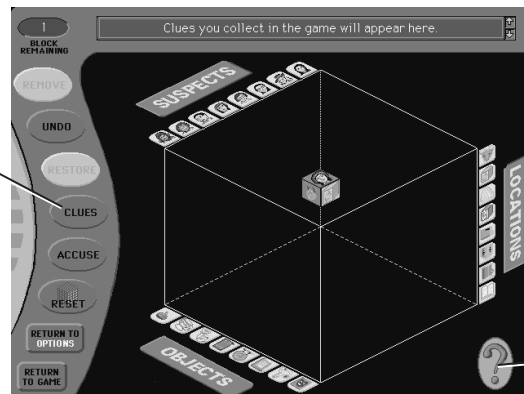 1
BLOCK
REMAINING
Clues you collect in the game will appear here.
REMOVE
UNDO
RESTORE
CLUES
ACCUSE
RESET
RETURN TO
OPTIONS
RETURN
TO GAME
SUSPECTS
LOCATIONS
OBJECTS
?